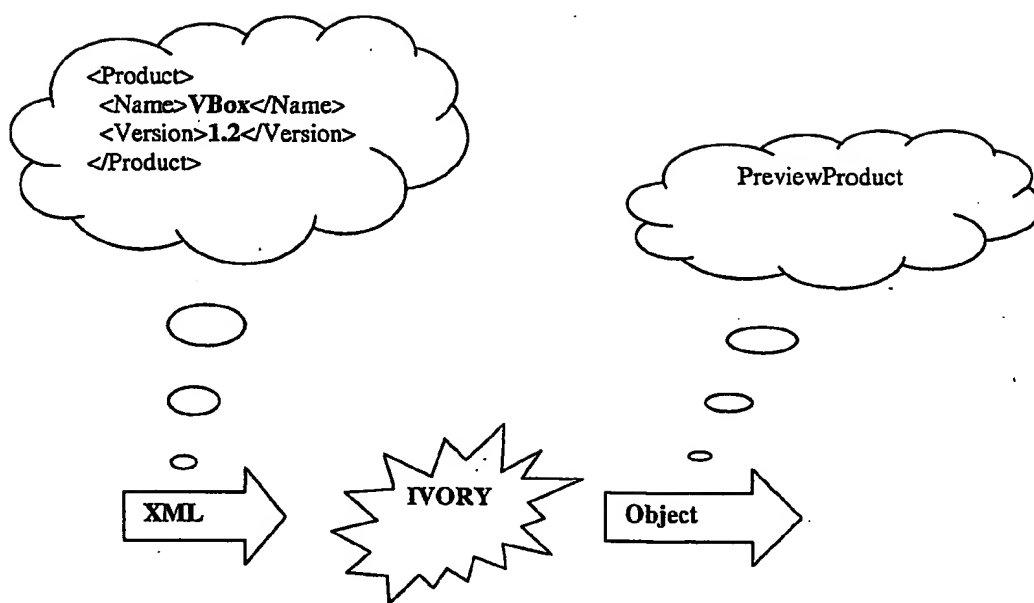 <Product>
<Name>VBox</Name>
<Version>1.2</Version>
</Product>
PreviewProduct
XML
IVORY
Object